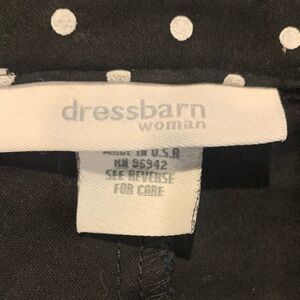 dressbarn
woman
MADE IN U.S.A
RN 96942
SEE REVERSE
FOR CARE